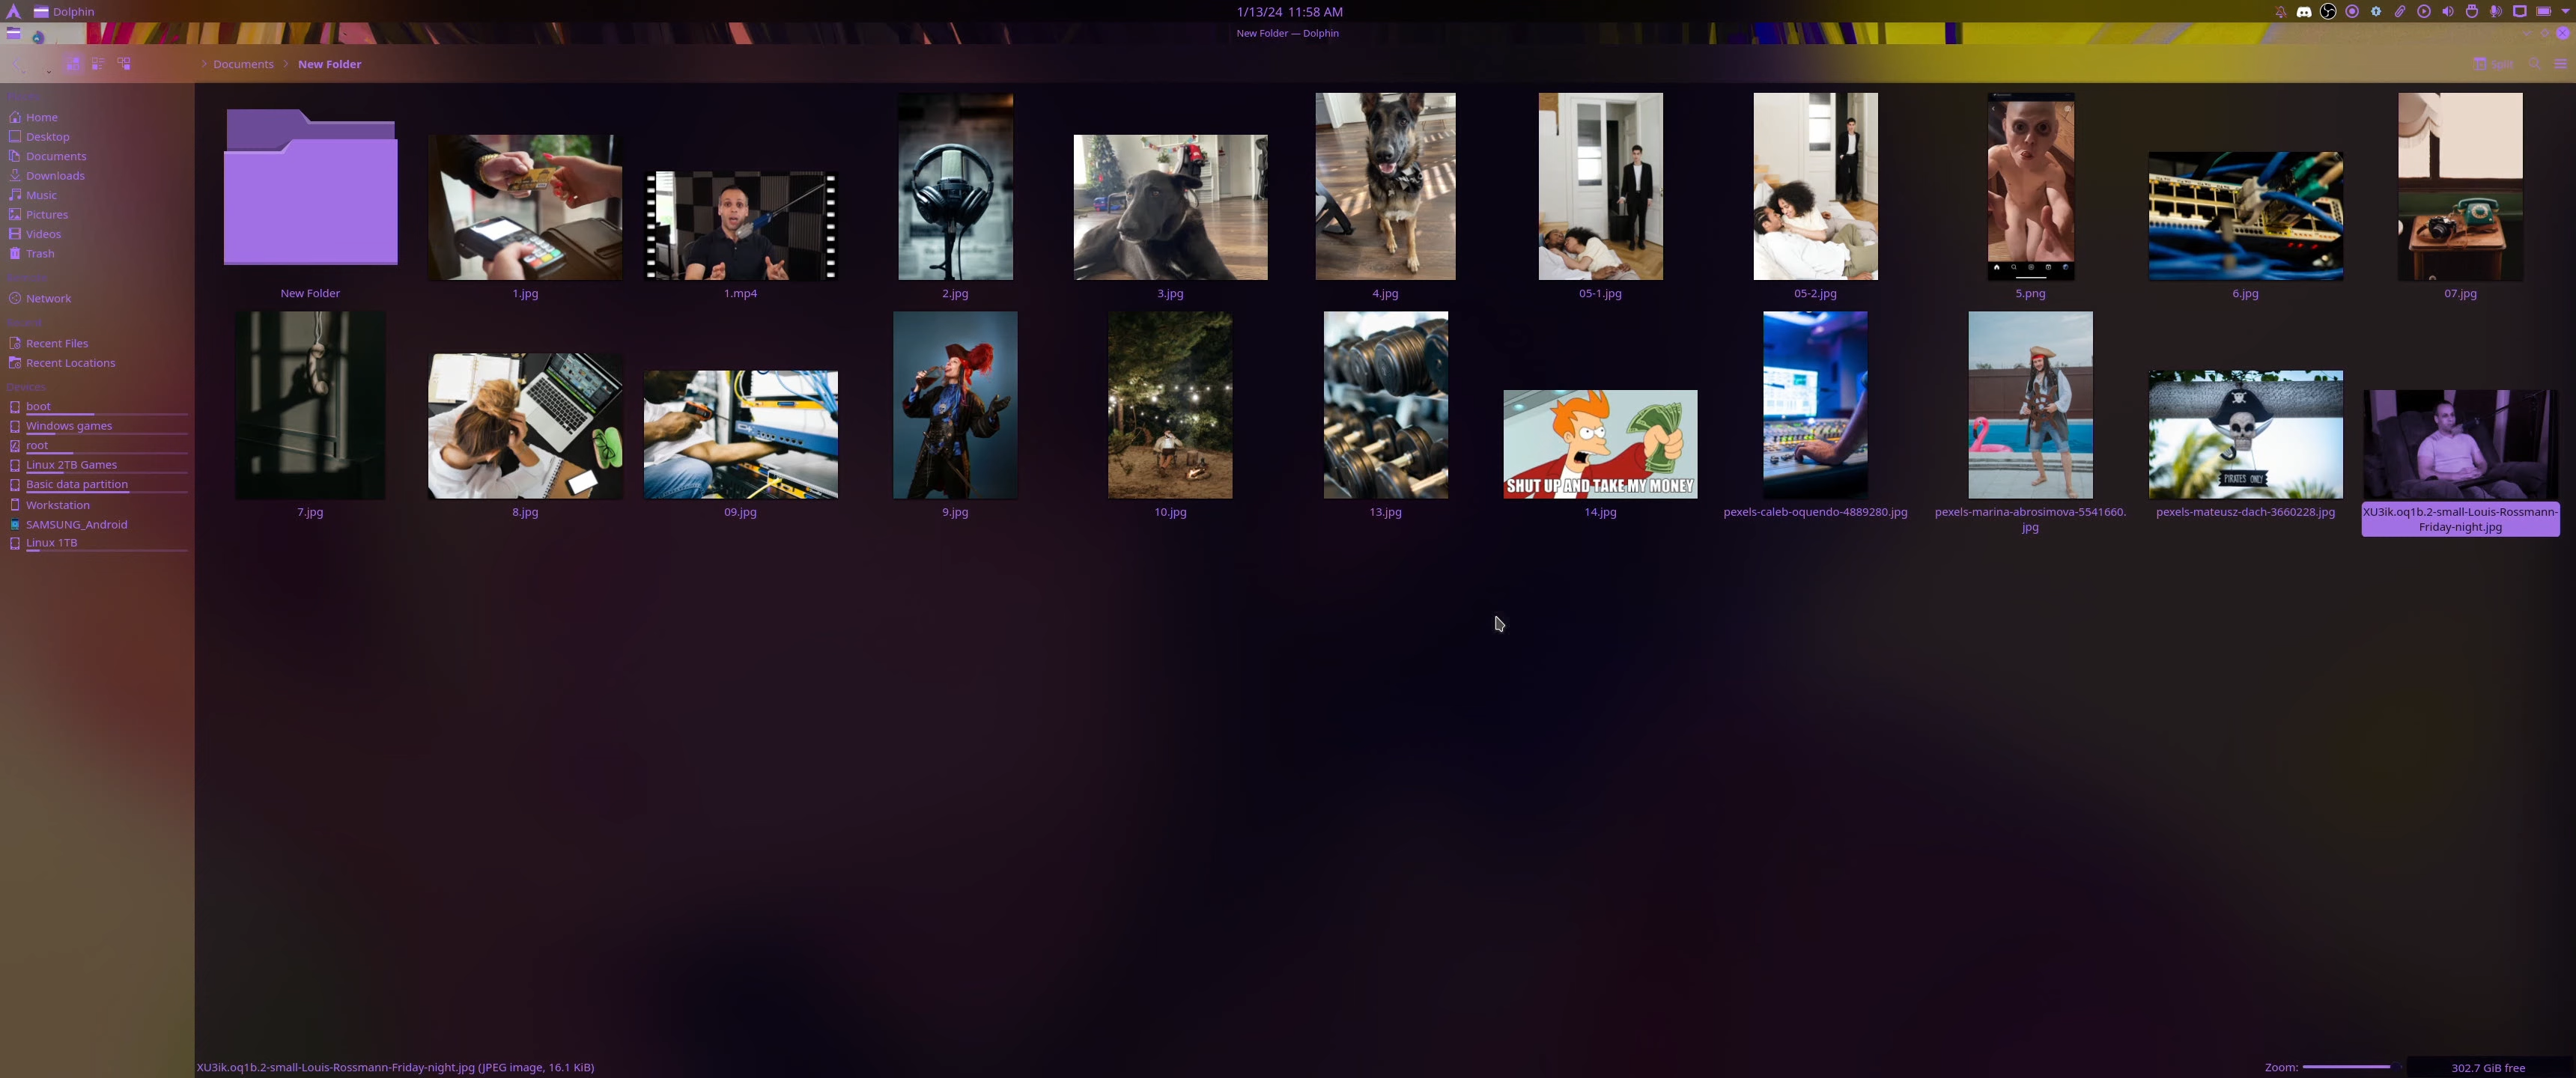 Dolphin
1/13/24 11:58 AM
New Folder — Dolphin
Documents > New Folder
Split
Home
Desktop
Documents
Downloads
Music
Pictures
Videos
Trash
Network
Recent Files
Recent Locations
Devices
boot
Windows games
root
Linux 2TB Games
Basic data partition
Workstation
SAMSUNG_Android
Linux 1TB
New Folder
1.jpg
1.mp4
2.jpg
3.jpg
4.jpg
05-1.jpg
05-2.jpg
5.png
6.jpg
07.jpg
SHUT UP AND TAKE MY MONEY
PIRATES ONLY
7.jpg
8.jpg
09.jpg
9.jpg
10.jpg
13.jpg
14.jpg
pexels-caleb-oquendo-4889280.jpg
pexels-marina-abrosimova-5541660.
jpg
pexels-mateusz-dach-3660228.jpg
XU3ik.oq1b.2-small-Louis-Rossmann-
Friday-night.jpg
XU3ik.oq1b.2-small-Louis-Rossmann-Friday-night.jpg (JPEG image, 16.1 KiB)
Zoom:
302.7 GiB free